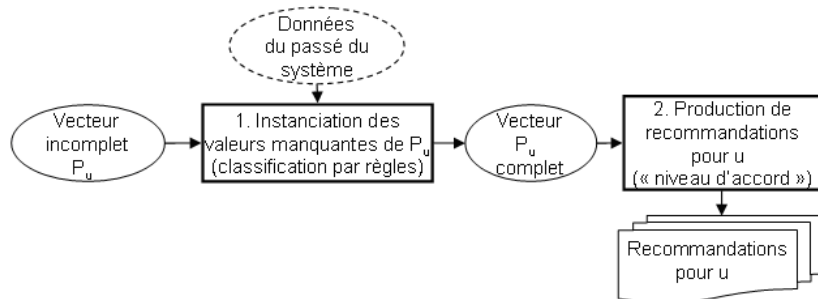 Données
du passé du
système
Vecteur
incomplet
Pu
1. Instanciation des
valeurs manquantes de Pu
(classification par règles)
Vecteur
Pu
complet
2. Production de
recommandations
pour u
(« niveau d'accord »)
Recommandations
pour u